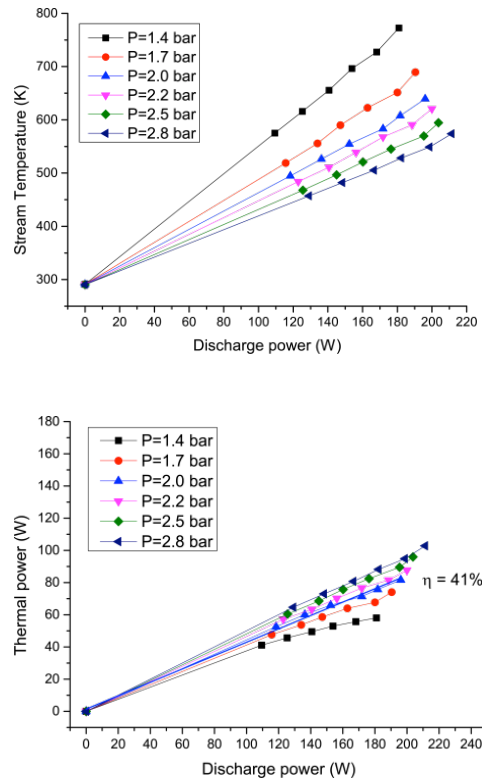 800
700
600
500
400
300
Stream Temperature (K)
P=1.4 bar
P=1.7 bar
P=2.0 bar
P=2.2 bar
P=2.5 bar
P=2.8 bar
0 20 40 60 80 100 120 140 160 180 200 220
Discharge power (W)
180
160
140
120
100
80
60
40
20
0
Thermal power (W)
P=1.4 bar
P=1.7 bar
P=2.0 bar
P=2.2 bar
P=2.5 bar
P=2.8 bar
η = 41%
0 20 40 60 80 100 120 140 160 180 200 220 240
Discharge power (W)